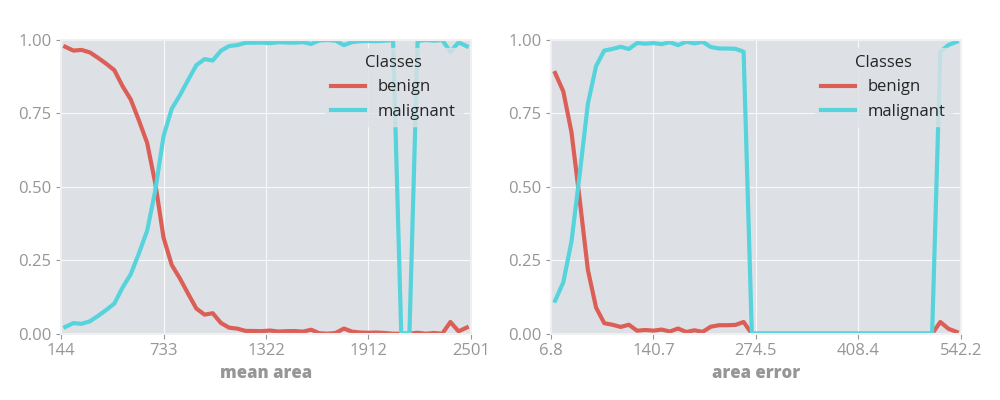 1.00
0.75
0.50
0.25
0.00
144 733 1322 1912 2501
mean area
Classes
benign
malignant
1.00
0.75
0.50
0.25
0.00
6.8 140.7 274.5 408.4 542.2
area error
Classes
benign
malignant